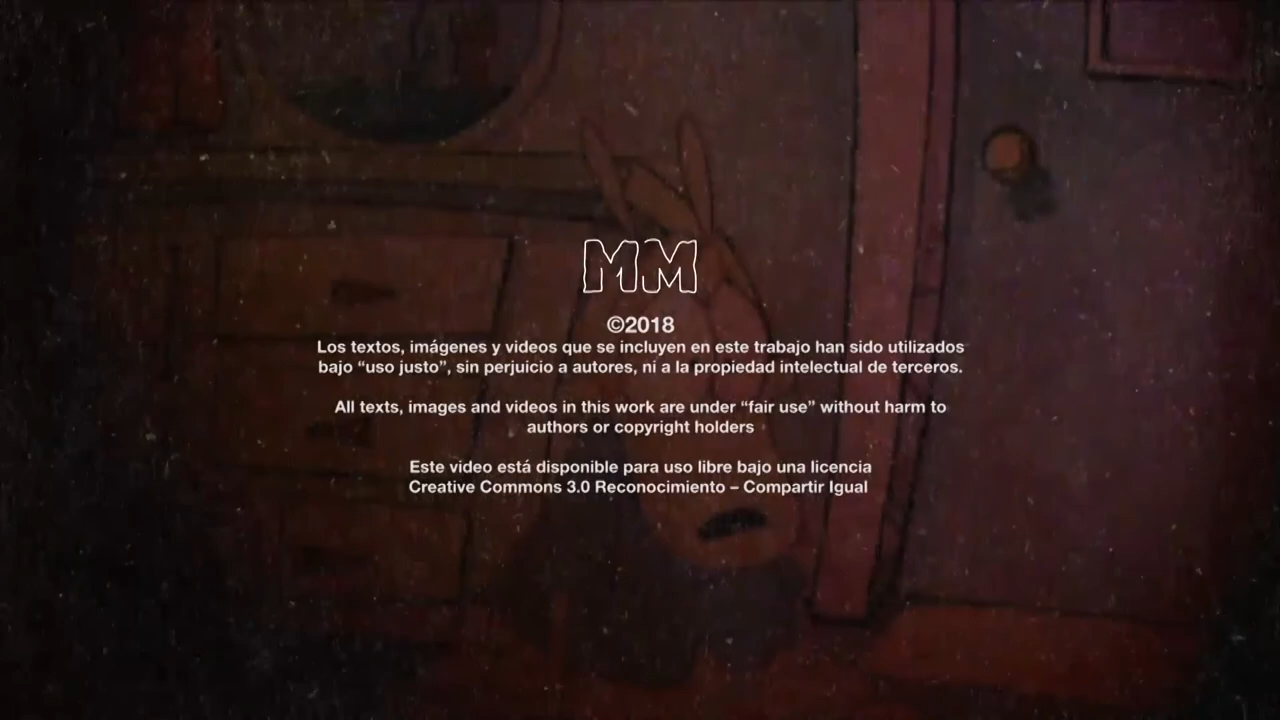 MM
©2018
Los textos, imágenes y videos que se incluyen en este trabajo han sido utilizados
bajo “uso justo”, sin perjuicio a autores, ni a la propiedad intelectual de terceros.
All texts, images and videos in this work are under “fair use” without harm to
authors or copyright holders
Este video está disponible para uso libre bajo una licencia
Creative Commons 3.0 Reconocimiento – Compartir Igual